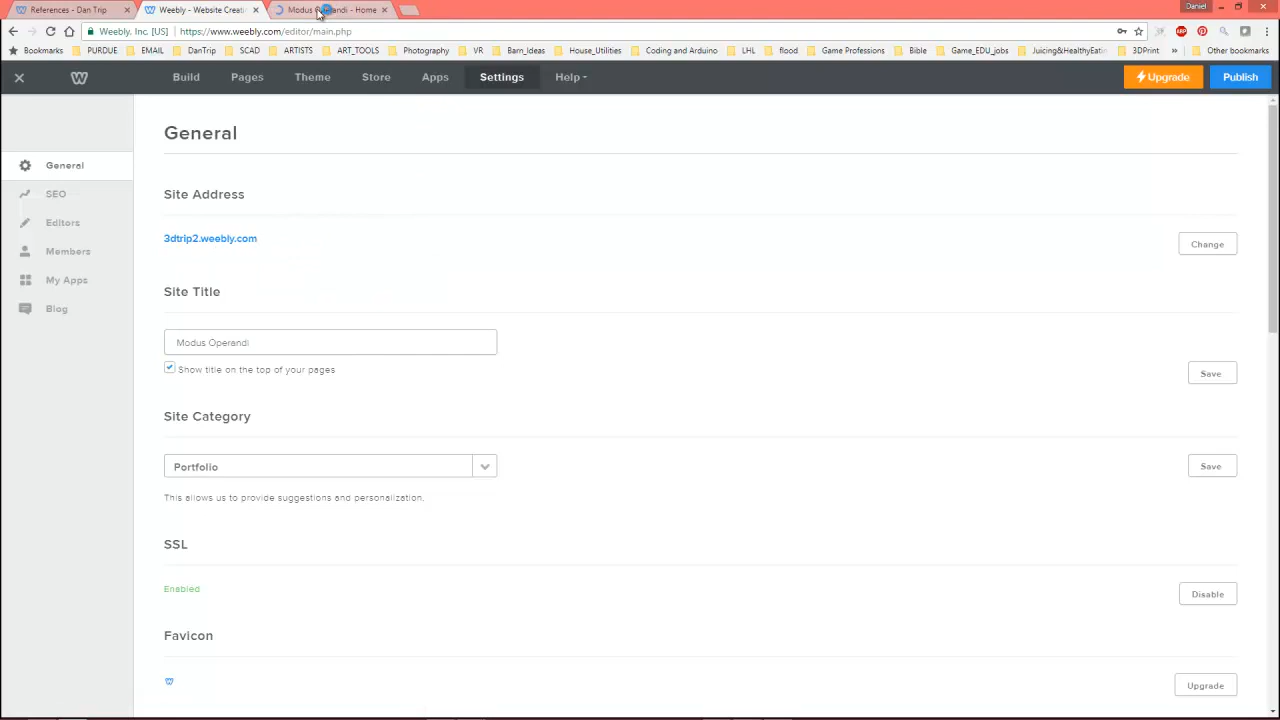 References - Dan Trip
Weebly - Website Creati
Modus Operandi - Home
Daniel
Weebly, Inc. [US]
https://www.weebly.com/editor/main.php
Bookmarks
PURDUE
EMAIL
DanTrip
SCAD
ARTISTS
ART_TOOLS
Photography
VR
Barn_Ideas
House_Utilities
Coding and Arduino
LHL
flood
Game Professions
Bible
Game_EDU_jobs
Juicing&HealthyEatin
3DPrint
»
Other bookmarks
Build
Pages
Theme
Store
Apps
Settings
Help
Upgrade
Publish
General
SEO
Editors
Members
My Apps
Blog
General
Site Address
3dtrip2.weebly.com
Change
Site Title
Modus Operandi
Show title on the top of your pages
Save
Site Category
Portfolio
Save
This allows us to provide suggestions and personalization.
SSL
Enabled
Disable
Favicon
Upgrade